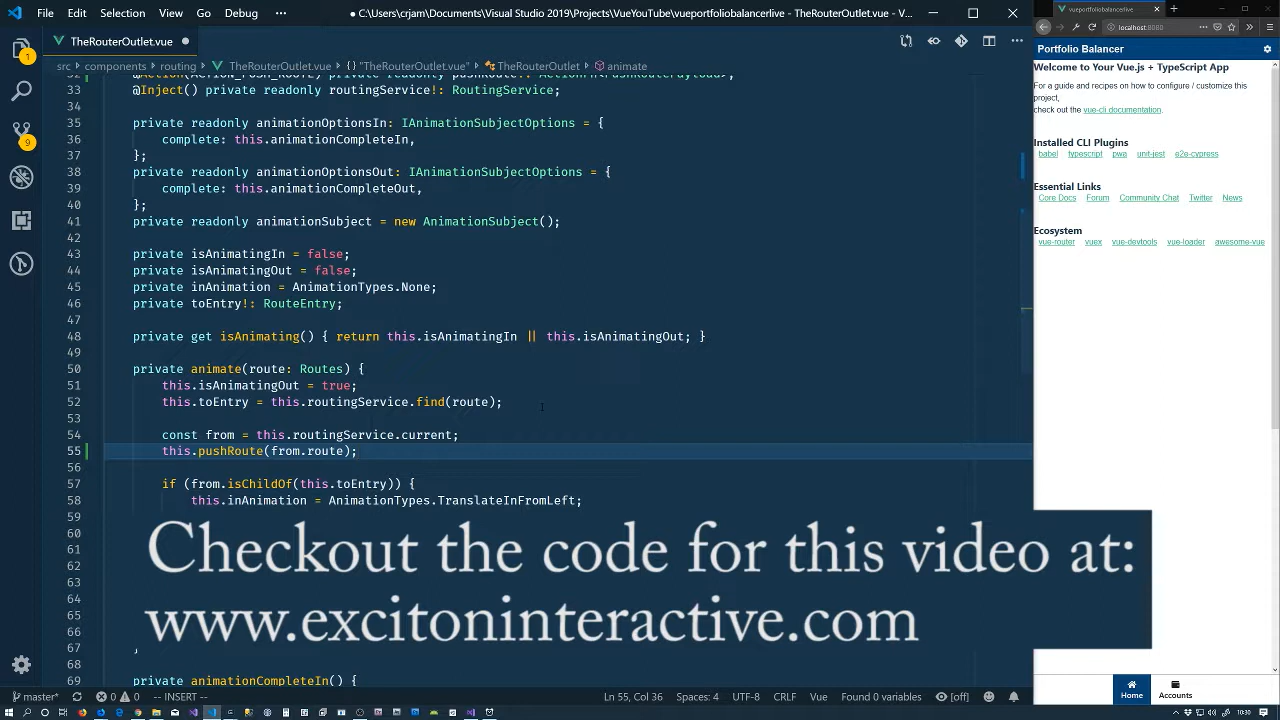 File Edit Selection View Go Debug ···
C:\Users\criam\Documents\Visual Studio 2019\Projects\VueYouTube\vueportfoliobalancerlive - V...
vueportfoliobalancerlive
localhost:8080
TheRouterOutlet.vue
src > components > routing > TheRouterOutlet.vue > {} "TheRouterOutlet.vue" > TheRouterOutlet > animate
33 @Inject() private readonly routingService!: RoutingService;
34
35 private readonly animationOptionsIn: IAnimationSubjectOptions = {
36 complete: this.animationCompleteIn,
37 };
38 private readonly animationOptionsOut: IAnimationSubjectOptions = {
39 complete: this.animationCompleteOut,
40 };
41 private readonly animationSubject = new AnimationSubject();
42
43 private isAnimatingIn = false;
44 private isAnimatingOut = false;
45 private inAnimation = AnimationTypes.None;
46 private toEntry!: RouteEntry;
47
48 private get isAnimating() { return this.isAnimatingIn || this.isAnimatingOut; }
49
50 private animate(route: Routes) {
51 this.isAnimatingOut = true;
52 this.toEntry = this.routingService.find(route);
53
54 const from = this.routingService.current;
55 this.pushRoute(from.route);
56
57 if (from.isChildOf(this.toEntry)) {
58 this.inAnimation = AnimationTypes.TranslateInFromLeft;
59
60
61
62
63
64
65
66
67
68
69 private animationCompleteIn() {
Checkout the code for this video at:
www.excitoninteractive.com
1
9
Portfolio Balancer
Welcome to Your Vue.js + TypeScript App
For a guide and recipes on how to configure / customize this
project,
check out the vue-cli documentation.
Installed CLI Plugins
babel typescript pwa unit-jest e2e-cypress
Essential Links
Core Docs Forum Community Chat Twitter News
Ecosystem
vue-router vuex vue-devtools vue-loader awesome-vue
Home Accounts
master* 0 0 -- INSERT -- Ln 55, Col 36 Spaces: 4 UTF-8 CRLF Vue Found 0 variables [off]
10:30